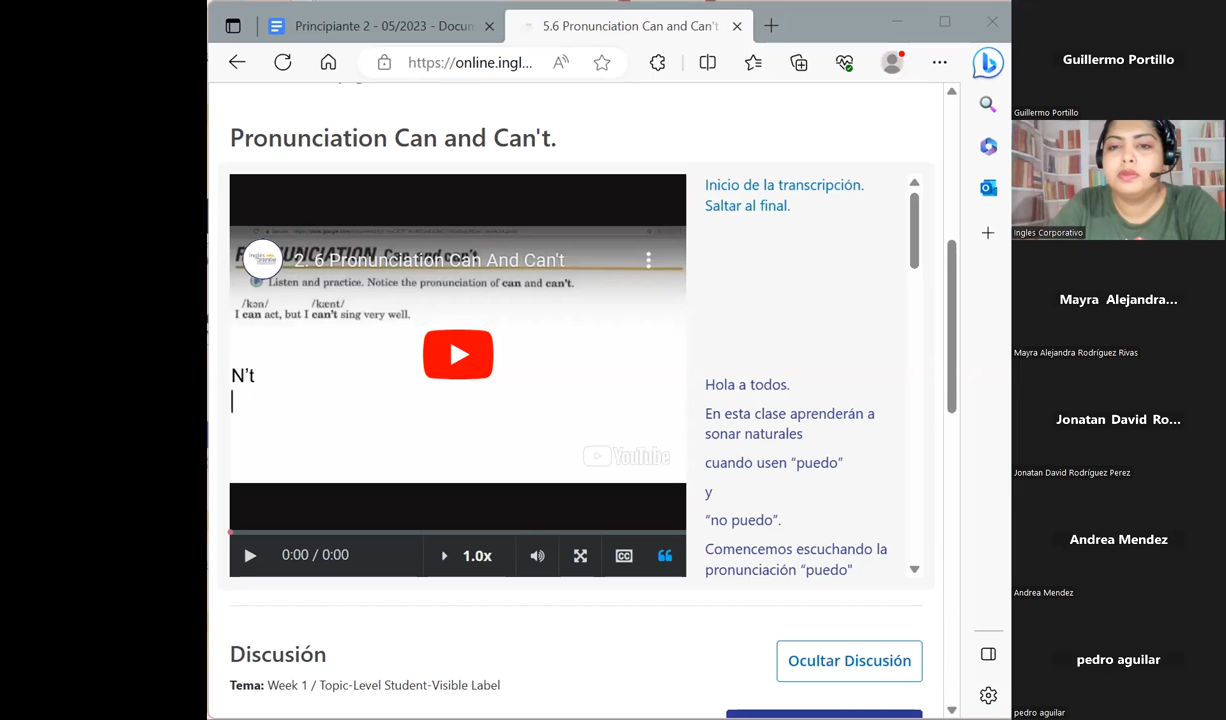 Principiante 2 - 05/2023 - Docum
5.6 Pronunciation Can and Can't
https://online.ingl...
Pronunciation Can and Can't.
2. 6 Pronunciation Can And Can't
Listen and practice. Notice the pronunciation of can and can't.
/kən/ /kænt/
I can act, but I can't sing very well.
N't
YouTube
0:00 / 0:00
1.0x
CC
Inicio de la transcripción.
Saltar al final.
Hola a todos.
En esta clase aprenderán a
sonar naturales
cuando usen “puedo”
y
“no puedo”.
Comencemos escuchando la
pronunciación “puedo"
Discusión
Ocultar Discusión
Tema: Week 1 / Topic-Level Student-Visible Label
Guillermo Portillo
Guillermo Portillo
Ingles Corporativo
Mayra Alejandra...
Mayra Alejandra Rodríguez Rivas
Jonatan David Ro...
Jonatan David Rodríguez Perez
Andrea Mendez
Andrea Mendez
pedro aguilar
pedro aguilar